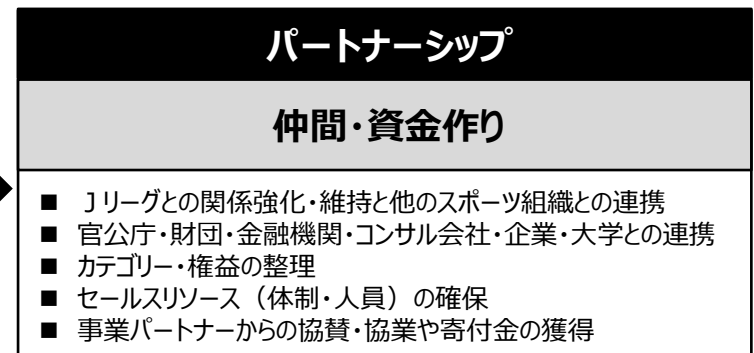 パートナーシップ
仲間・資金作り
■ Jリーグとの関係強化・維持と他のスポーツ組織との連携
■ 官公庁・財団・金融機関・コンサル会社・企業・大学との連携
■ カテゴリー・権益の整理
■ セールスリソース（体制・人員）の確保
■ 事業パートナーからの協賛・協業や寄付金の獲得